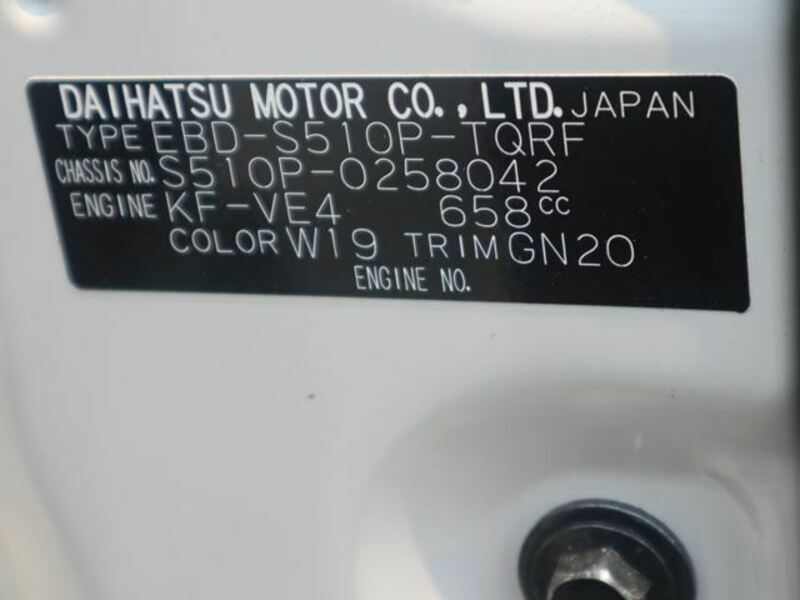 DAIHATSU MOTOR CO.,LTD. JAPAN
TYPE EBD-S510P-TQRF
CHASSIS NO. S510P-0258042
ENGINE KF-VE4 658cc
COLOR W19 TRIM GN20
ENGINE NO.